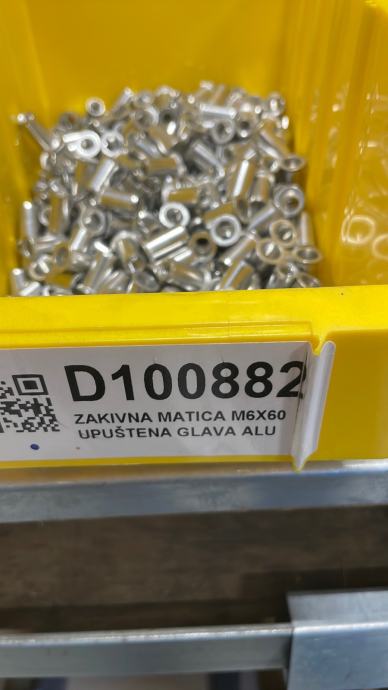 D100882
ZAKIVNA MATICA M6X60
UPUŠTENA GLAVA ALU